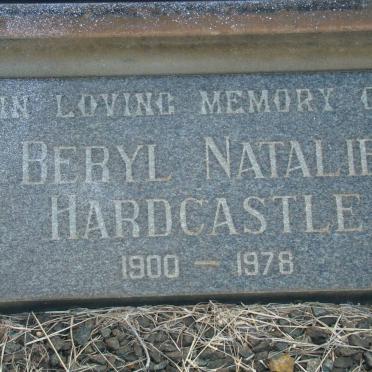 IN LOVING MEMORY O
BERYL NATALIE
HARDCASTLE
1900 – 1978